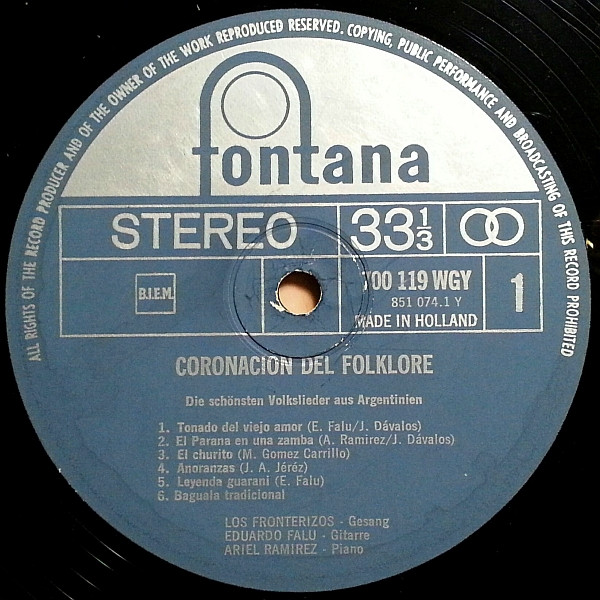 ALL RIGHTS OF THE RECORD PRODUCER AND OF THE OWNER OF THE WORK REPRODUCED RESERVED. COPYING, PUBLIC PERFORMANCE AND BROADCASTING OF THIS RECORD PROHIBITED
fontana
STEREO 33⅓
B.I.E.M. 700 119 WGY 1
851 074.1 Y
MADE IN HOLLAND
CORONACION DEL FOLKLORE
Die schönsten Volkslieder aus Argentinien
1. Tonado del viejo amor (E. Falu/J. Dávalos)
2. El Parana en una zamba (A. Ramirez/J. Dávalos)
3. El churito (M. Gomez Carrillo)
4. Anoranzas (J. A. Jéréz)
5. Leyenda guarani (E. Falu)
6. Baguala tradicional
LOS FRONTERIZOS - Gesang
EDUARDO FALU - Gitarre
ARIEL RAMIREZ - Piano